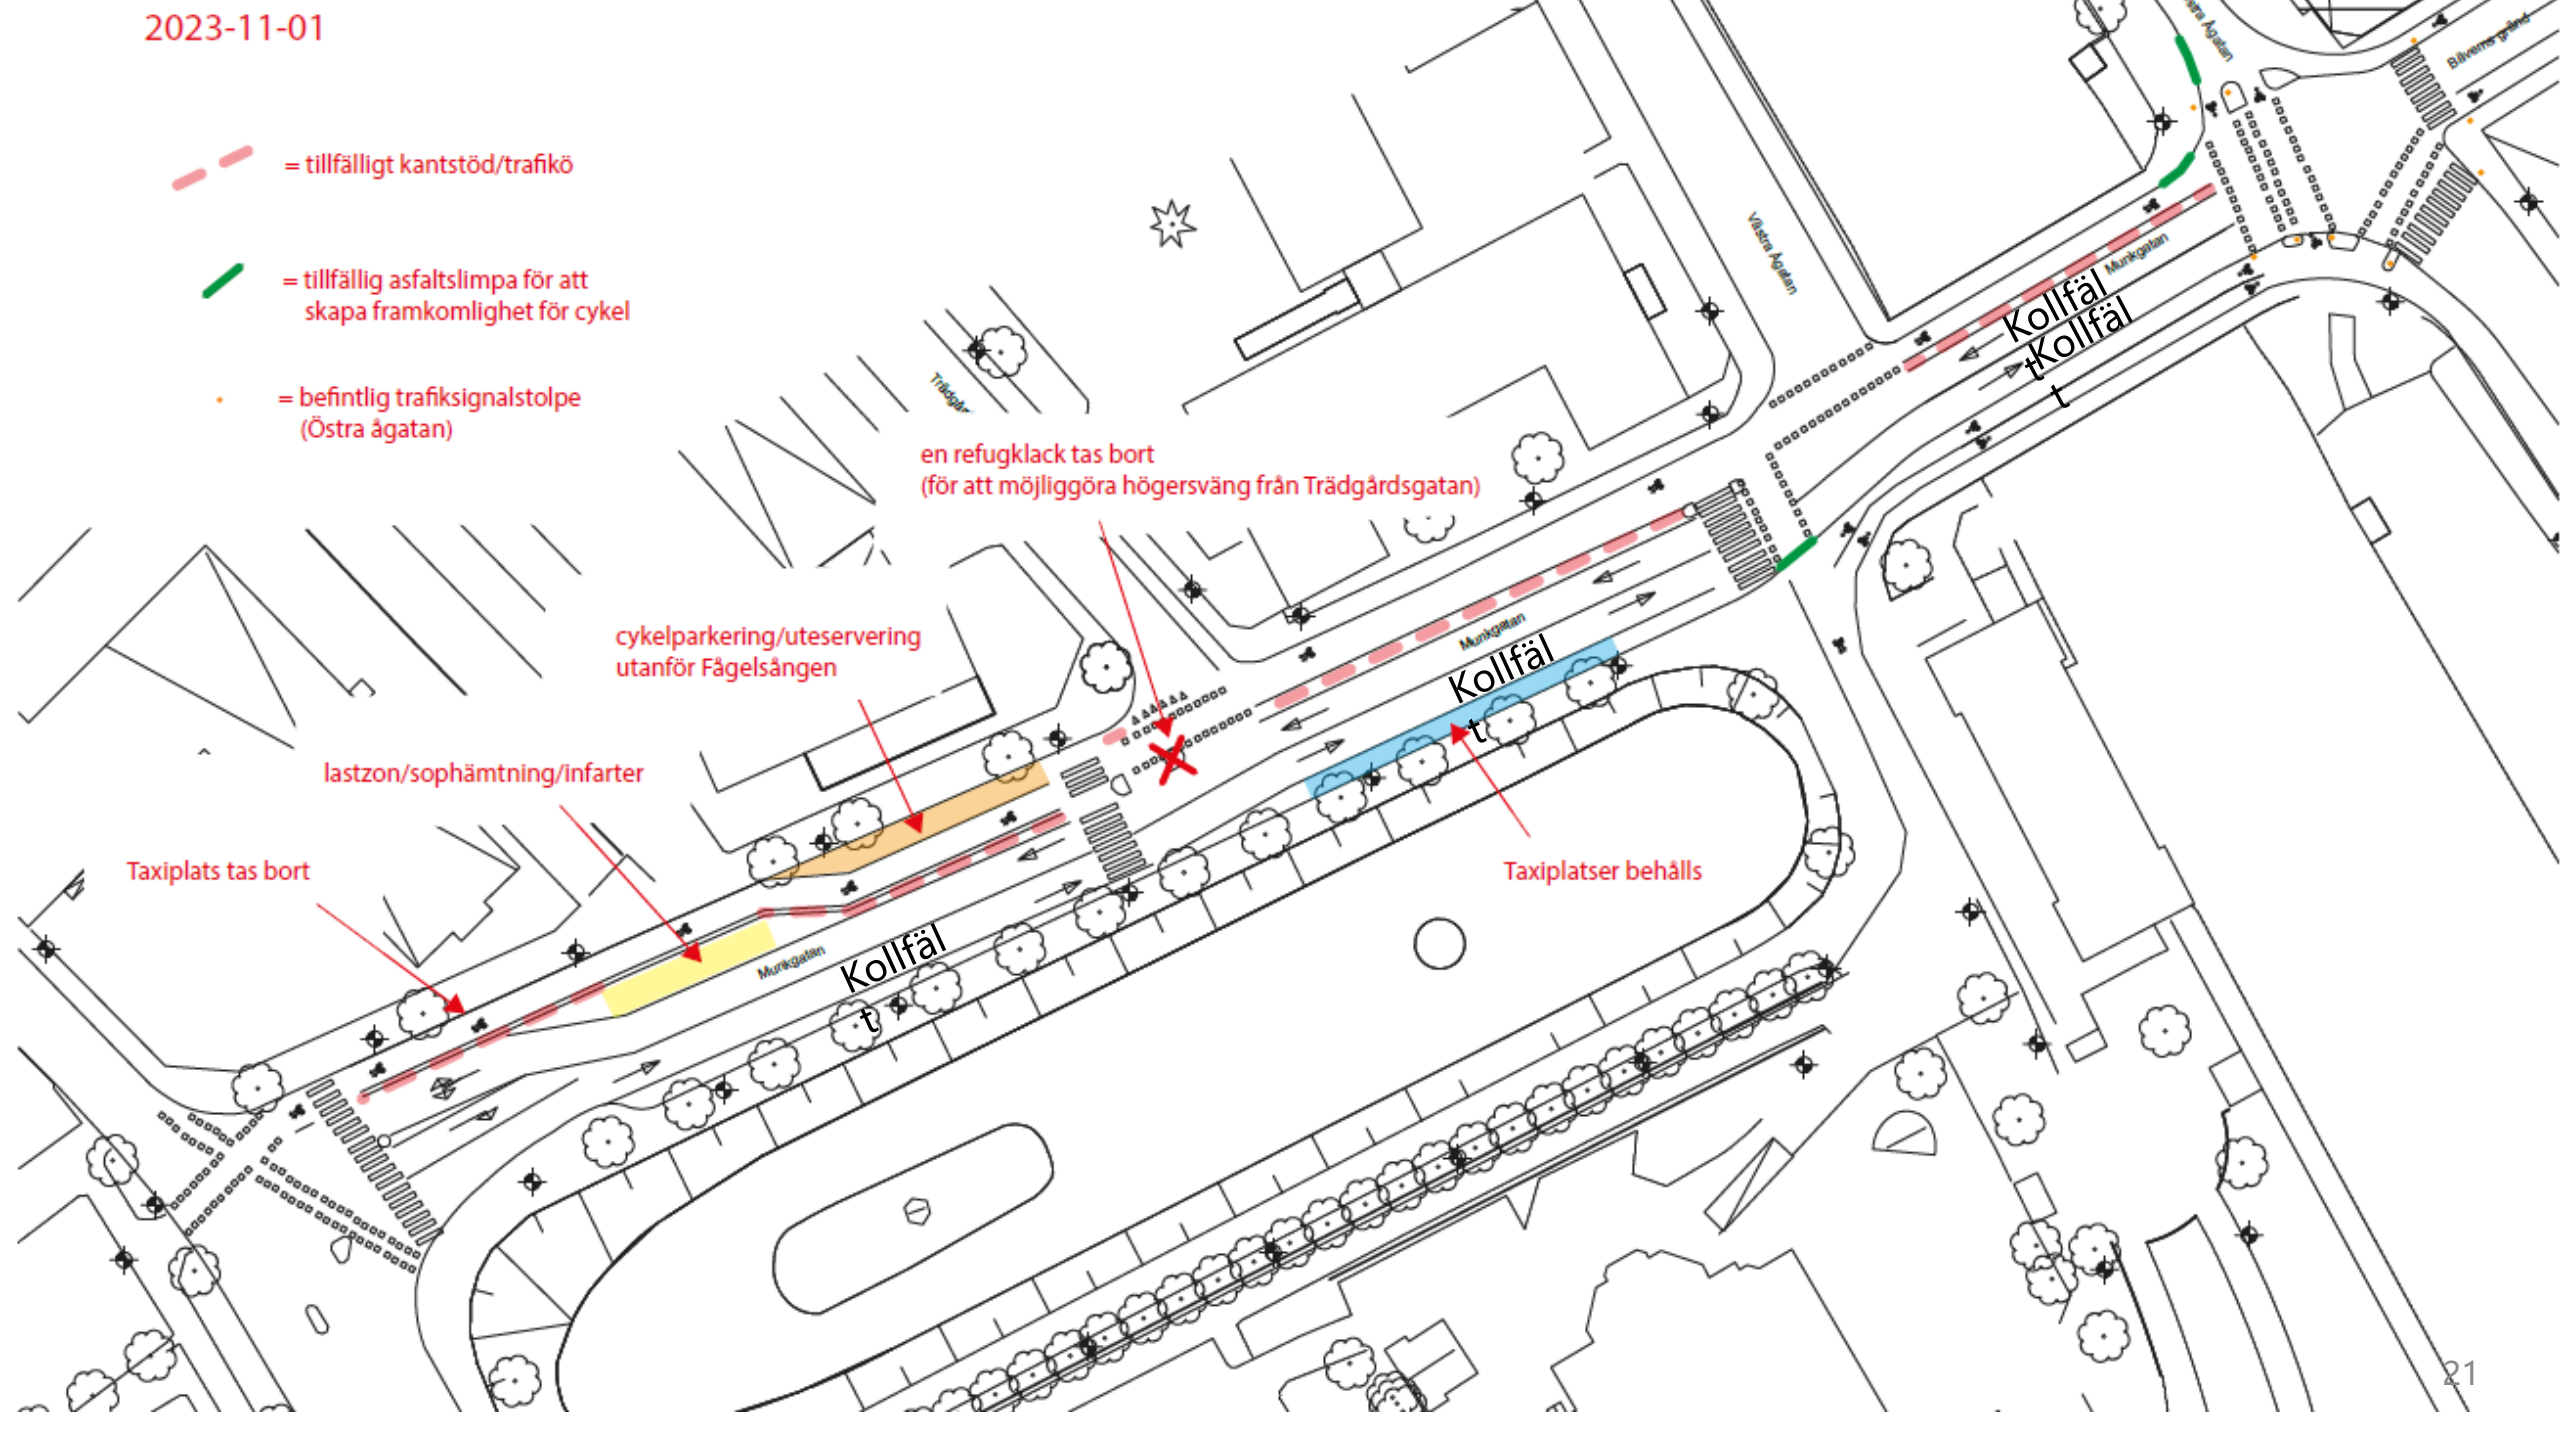 2023-11-01
= tillfälligt kantstöd/trafikö
= tillfällig asfaltslimpa för att
skapa framkomlighet för cykel
= befintlig trafiksignalstolpe
(Östra ågatan)
Bäverns gränd
Västra Ågatan
Munkgatan
Kollfäl
t
Kollfäl
t
en refugklack tas bort
(för att möjliggöra högersväng från Trädgårdsgatan)
cykelparkering/uteservering
utanför Fågelsången
Munkgatan
Kollfäl
t
lastzon/sophämtning/infarter
Taxiplats tas bort
Taxiplatser behålls
Munkgatan
Kollfäl
t
21